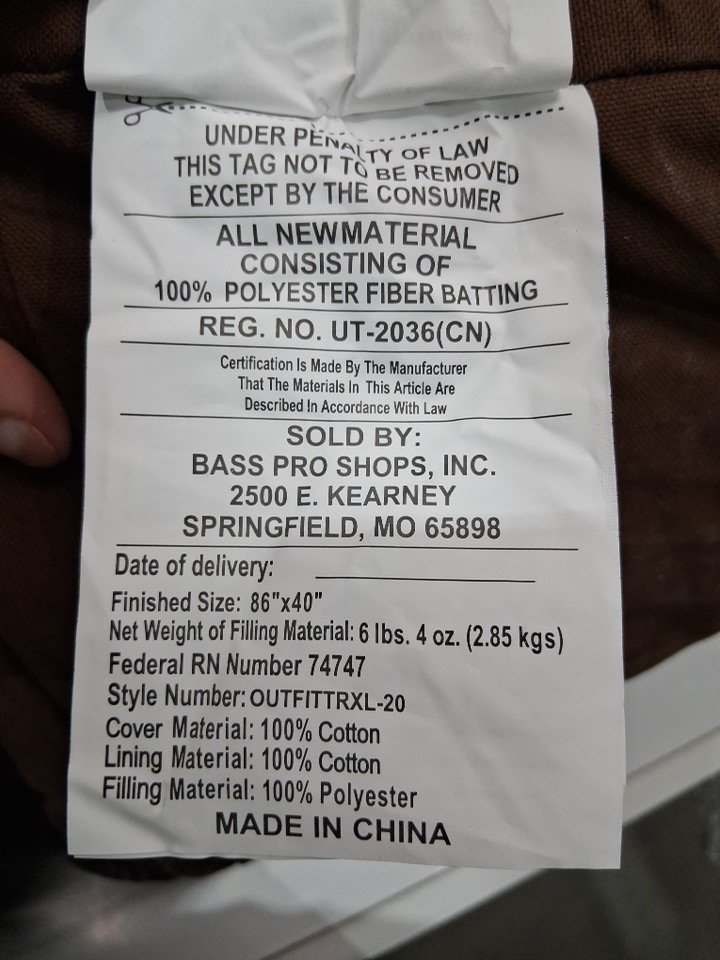 UNDER PENALTY OF LAW
THIS TAG NOT TO BE REMOVED
EXCEPT BY THE CONSUMER
ALL NEWMATERIAL
CONSISTING OF
100% POLYESTER FIBER BATTING
REG. NO. UT-2036(CN)
Certification Is Made By The Manufacturer
That The Materials In This Article Are
Described In Accordance With Law
SOLD BY:
BASS PRO SHOPS, INC.
2500 E. KEARNEY
SPRINGFIELD, MO 65898
Date of delivery:
Finished Size: 86"x40"
Net Weight of Filling Material: 6 lbs. 4 oz. (2.85 kgs)
Federal RN Number 74747
Style Number: OUTFITTRXL-20
Cover Material: 100% Cotton
Lining Material: 100% Cotton
Filling Material: 100% Polyester
MADE IN CHINA